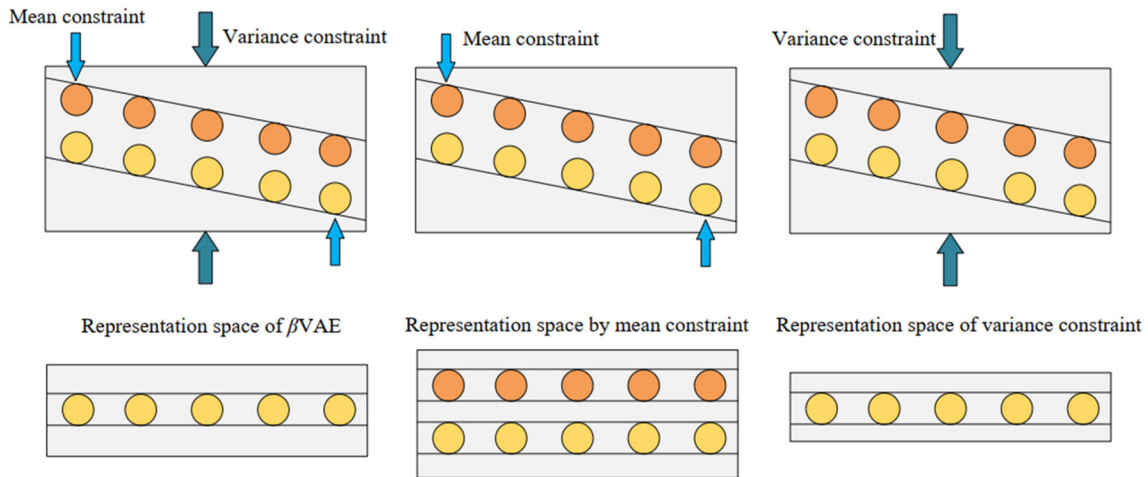 Mean constraint
Variance constraint
Mean constraint
Variance constraint
Representation space of βVAE
Representation space by mean constraint
Representation space of variance constraint